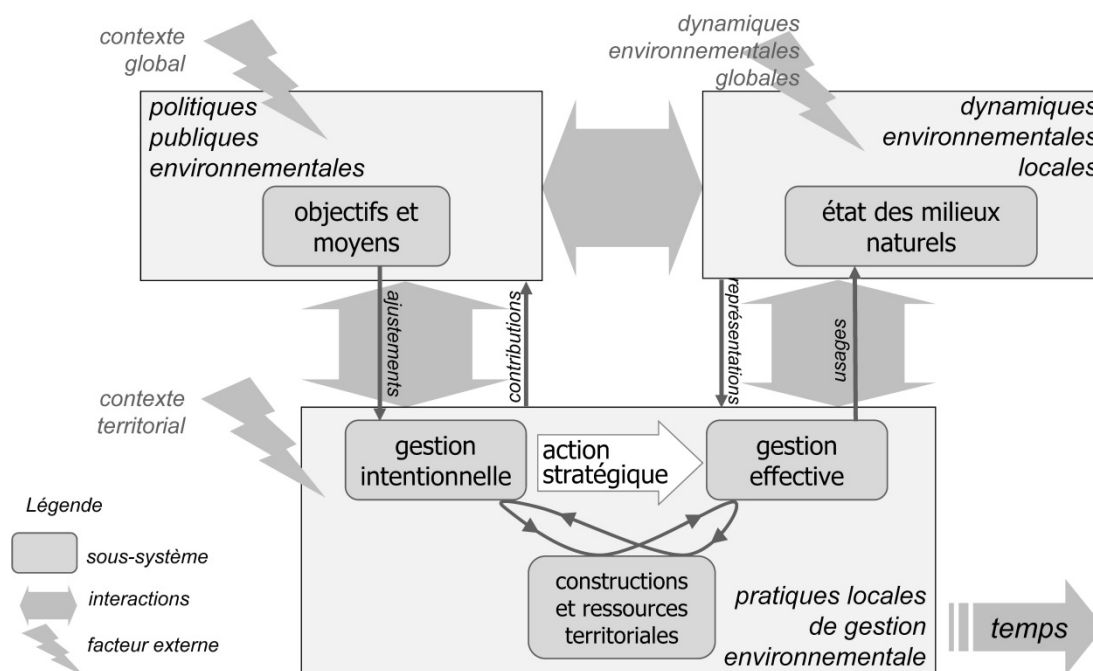 contexte
global
dynamiques
environnementales
globales
politiques
publiques
environnementales
objectifs et
moyens
dynamiques
environnementales
locales
état des milieux
naturels
ajustements
contributions
représentations
usages
contexte
territorial
gestion
intentionnelle
action
stratégique
gestion
effective
constructions
et ressources
territoriales
pratiques locales
de gestion
environnementale
temps
Légende
sous-système
interactions
facteur externe